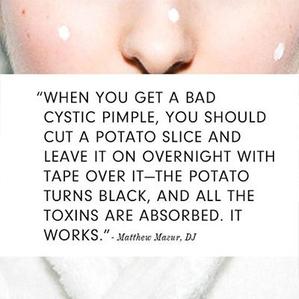 “WHEN YOU GET A BAD
CYSTIC PIMPLE, YOU SHOULD
CUT A POTATO SLICE AND
LEAVE IT ON OVERNIGHT WITH
TAPE OVER IT—THE POTATO
TURNS BLACK, AND ALL THE
TOXINS ARE ABSORBED. IT
WORKS.” - Matthew Mazur, DJ